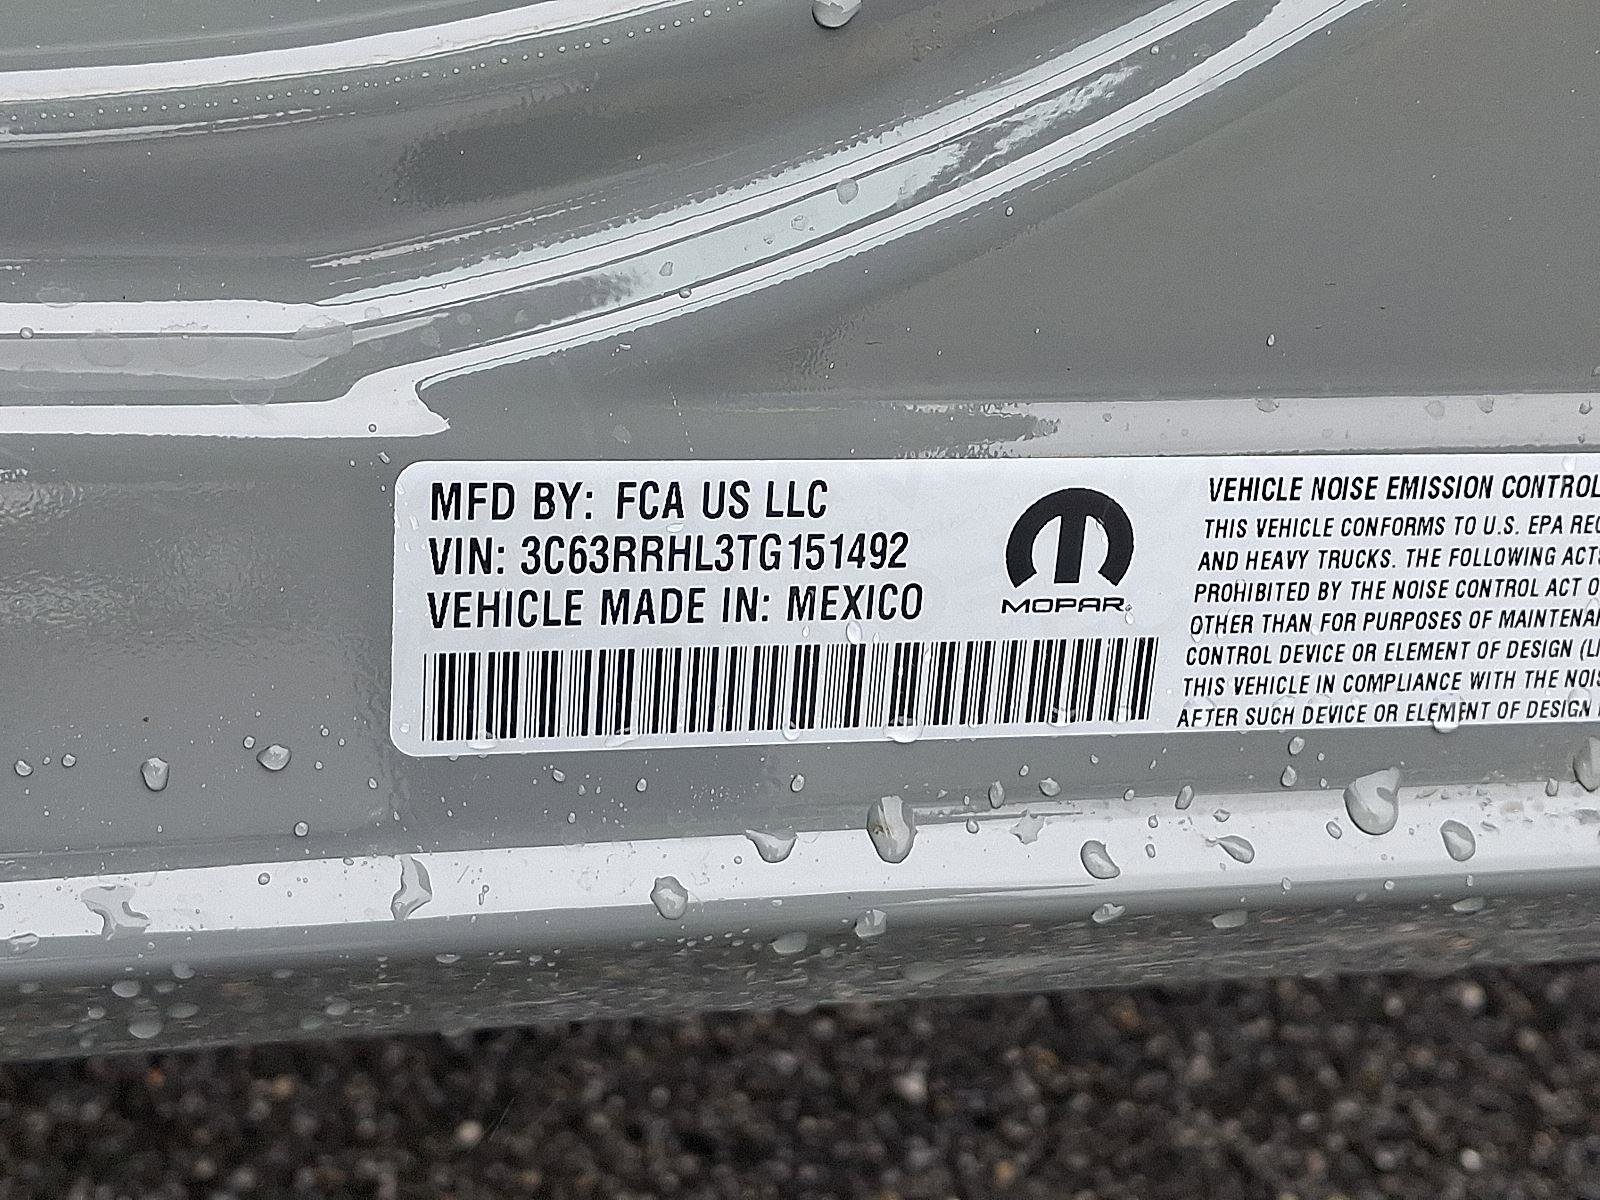 MFD BY: FCA US LLC
VIN: 3C63RRHL3TG151492
VEHICLE MADE IN: MEXICO
MOPAR
VEHICLE NOISE EMISSION CONTROL
THIS VEHICLE CONFORMS TO U.S. EPA
AND HEAVY TRUCKS. THE FOLLOWING
PROHIBITED BY THE NOISE CONTROL ACT
OTHER THAN FOR PURPOSES OF
CONTROL DEVICE OR ELEMENT OF DESIGN
THIS VEHICLE IN COMPLIANCE WITH THE
AFTER SUCH DEVICE OR ELEMENT OF DESIGN